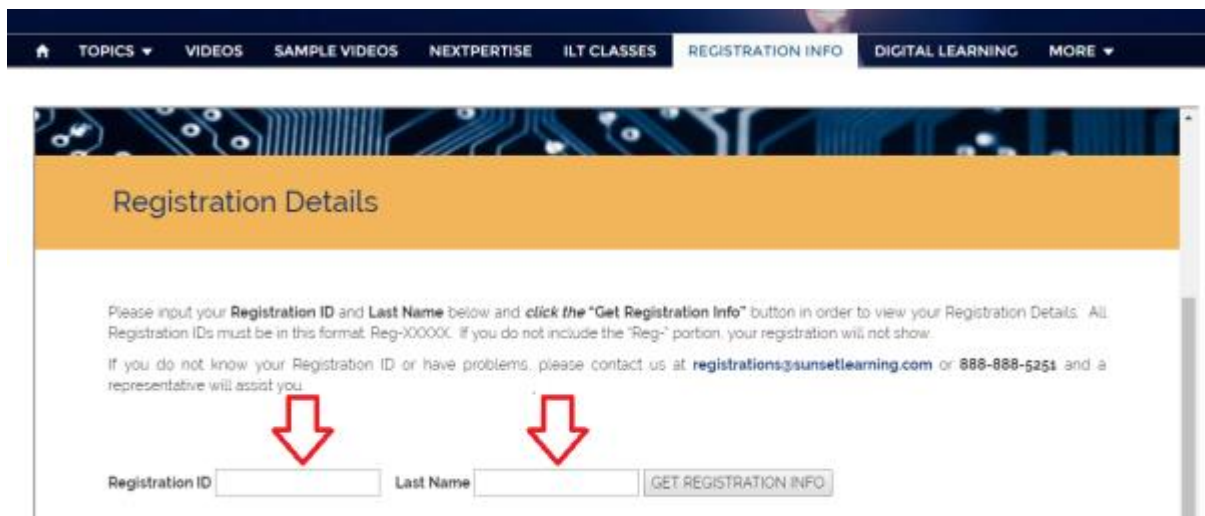 TOPICS ▼ VIDEOS SAMPLE VIDEOS NEXTPERTISE ILT CLASSES REGISTRATION INFO DIGITAL LEARNING MORE ▼
Registration Details
Please input your Registration ID and Last Name below and click the "Get Registration Info" button in order to view your Registration Details. All
Registration IDs must be in this format: Reg-XXXXX. If you do not include the "Reg-" portion, your registration will not show.
If you do not know your Registration ID or have problems, please contact us at registrations@sunsetlearning.com or 888-888-5251 and a
representative will assist you.
Registration ID Last Name GET REGISTRATION INFO